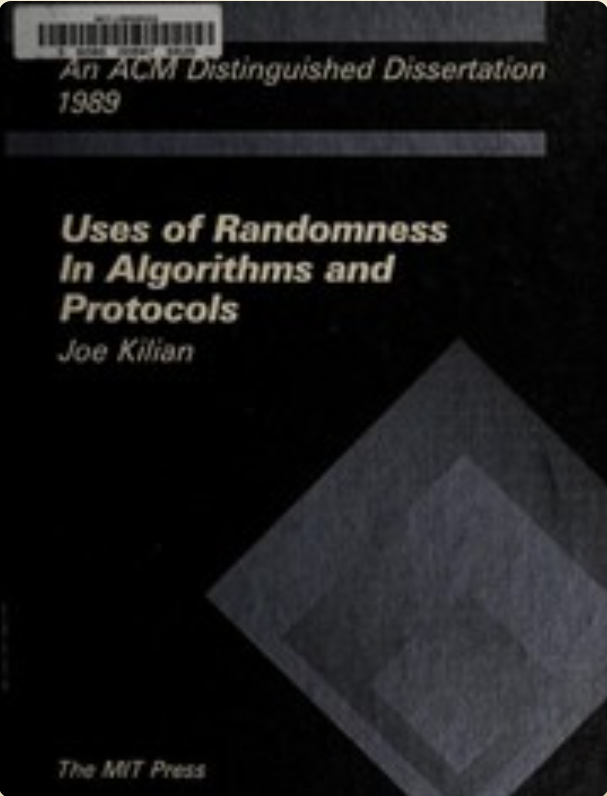 An ACM Distinguished Dissertation
1989
Uses of Randomness
In Algorithms and
Protocols
Joe Kilian
The MIT Press